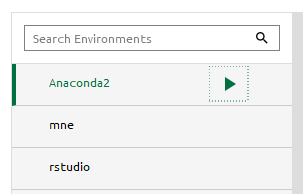 Search Environments
Anaconda2
mne
rstudio